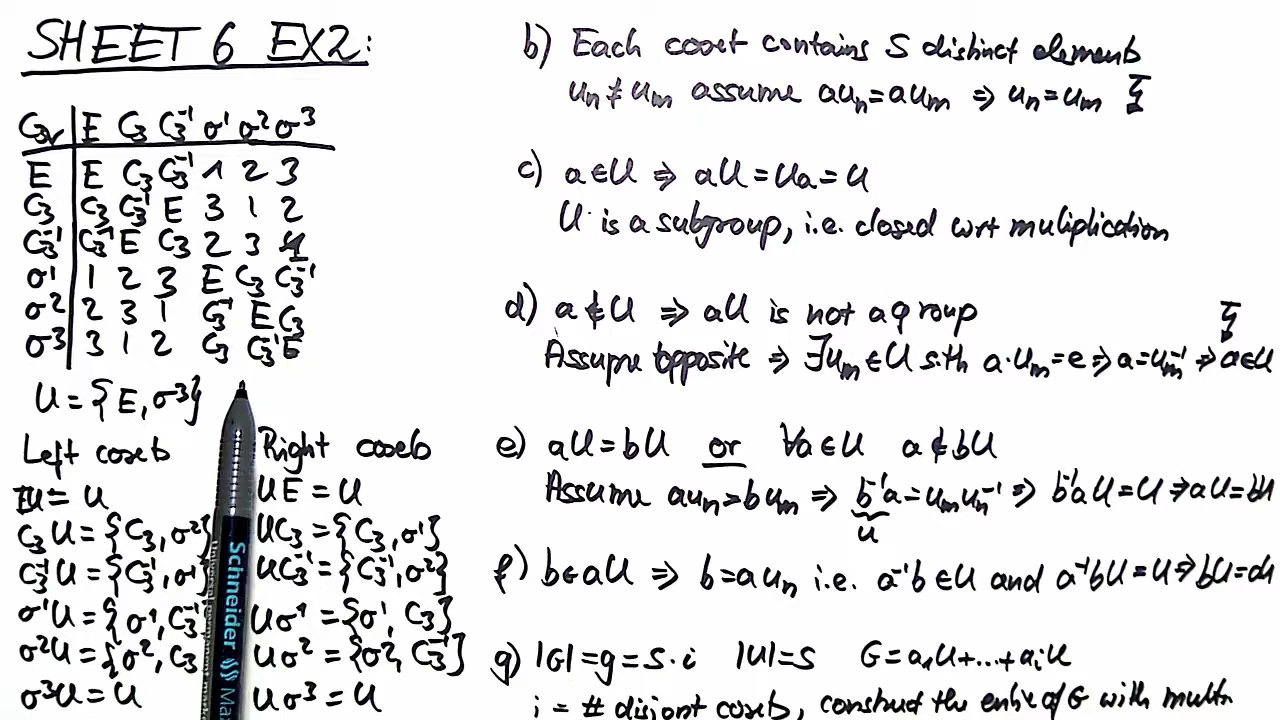 SHEET 6 EX2:
C₃ᵥ | E C₃ C₃⁻¹ σ¹ σ² σ³
E | E C₃ C₃⁻¹ 1 2 3
C₃ | C₃ C₃⁻¹ E 3 1 2
C₃⁻¹ | C₃⁻¹ E C₃ 2 3 1
σ¹ | 1 2 3 E C₃ C₃⁻¹
σ² | 2 3 1 C₃⁻¹ E C₃
σ³ | 3 1 2 C₃ C₃⁻¹ E
U = {E, σ³}
Left cosets
EU = U
C₃U = {C₃, σ²}
C₃⁻¹U = {C₃⁻¹, σ¹}
σ¹U = {σ¹, C₃⁻¹
σ²U = {σ², C₃
σ³U = U
Right cosets
UE = U
UC₃ = {C₃, σ¹}
UC₃⁻¹ = {C₃⁻¹, σ²}
Uσ¹ = {σ¹, C₃}
Uσ² = {σ², C₃⁻¹}
Uσ³ = U
Schneider
b) Each coset contains S distinct elements
uₙ ≠ uₘ assume auₙ = auₘ ⇒ uₙ = uₘ ↯
c) a ∈ U ⇒ aU = Ua = U
U is a subgroup, i.e. closed wrt muliplication
d) a ∉ U ⇒ aU is not a group ↯
Assume opposite ⇒ ∃uₘ ∈ U s.th a·uₘ = e ⇒ a = uₘ⁻¹ ⇒ a ∈ U
e) aU = bU or ∀a ∈ U a ∉ bU
Assume auₙ = buₘ ⇒ b⁻¹a = uₘuₙ⁻¹ ⇒ b⁻¹aU = U ⇒ aU = bU
U
f) b ∈ aU ⇒ b = auₙ i.e. a⁻¹b ∈ U and a⁻¹bU = U ⇒ bU = aU
g) |G| = g = S·i |U| = S G = a₁U + ... + aᵢU
i = # disjont cosets, construct the entire of G with